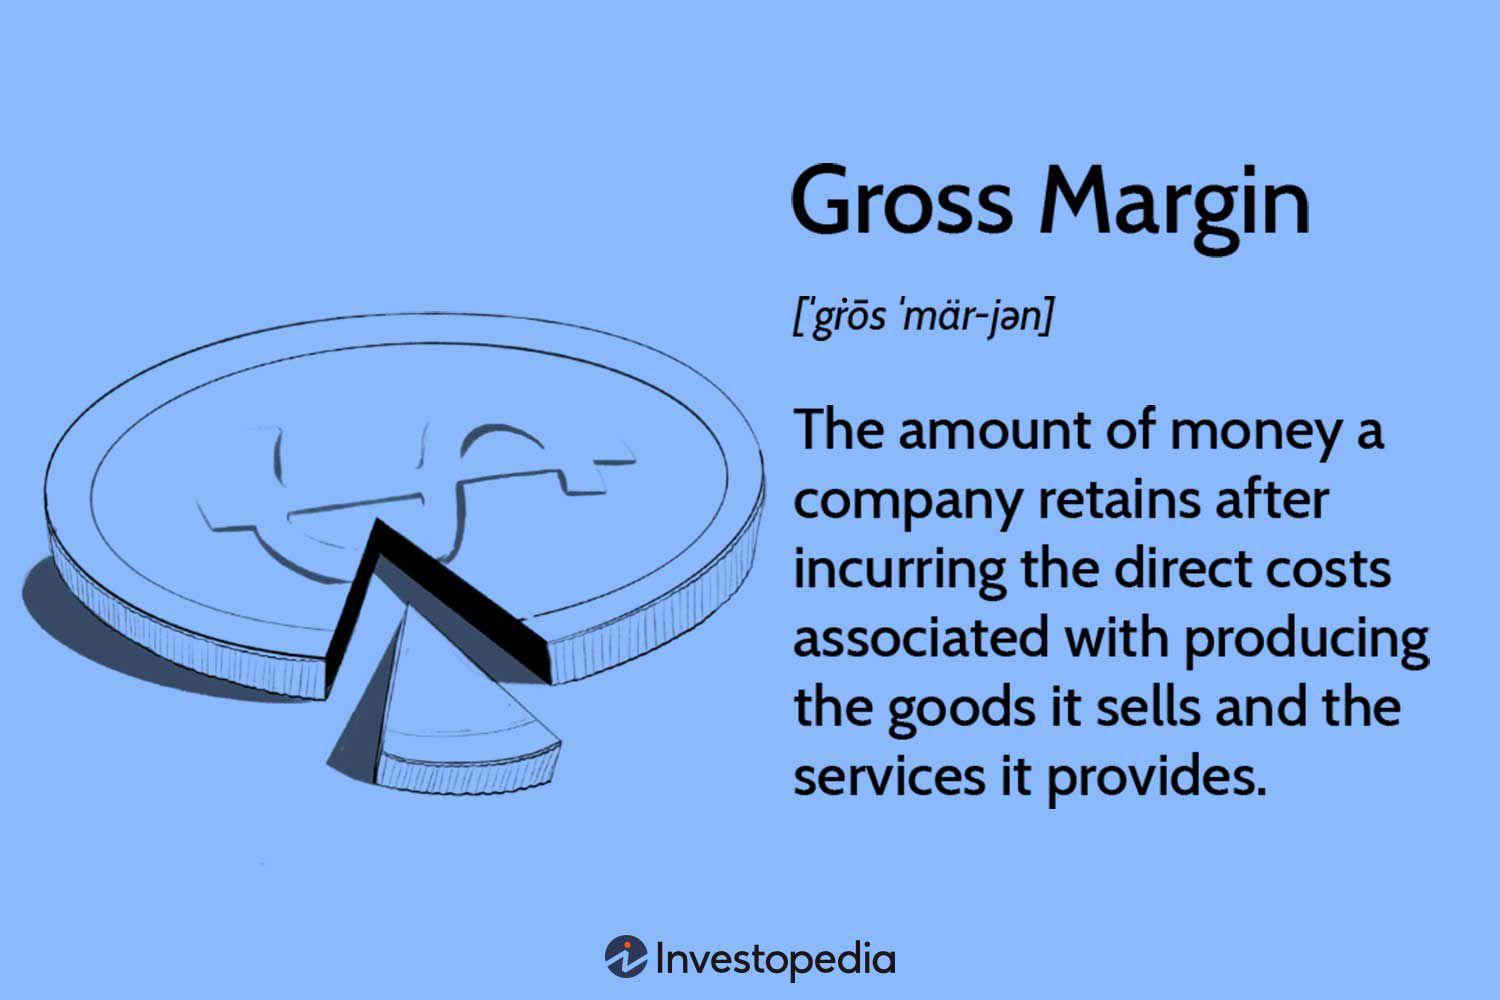 Gross Margin
[ˈgrōs ˈmär-jən]
The amount of money a
company retains after
incurring the direct costs
associated with producing
the goods it sells and the
services it provides.
Investopedia